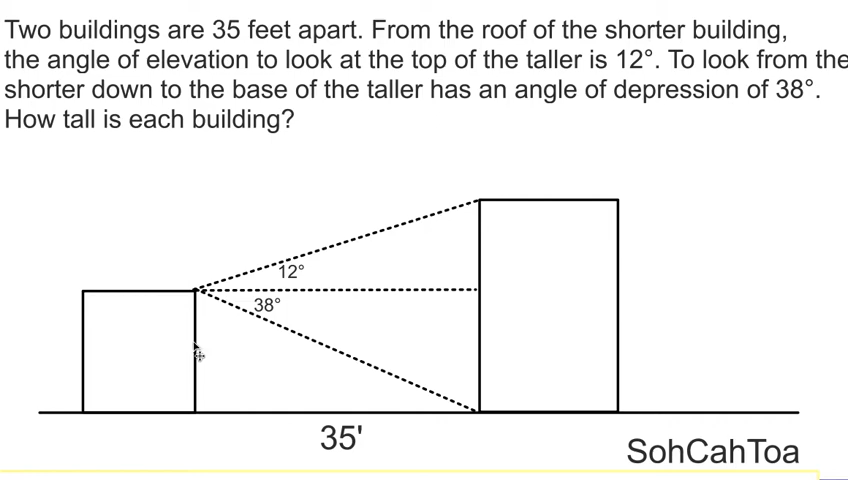 Two buildings are 35 feet apart. From the roof of the shorter building,
the angle of elevation to look at the top of the taller is 12°. To look from the
shorter down to the base of the taller has an angle of depression of 38°.
How tall is each building?
12°
38°
35'
SohCahToa